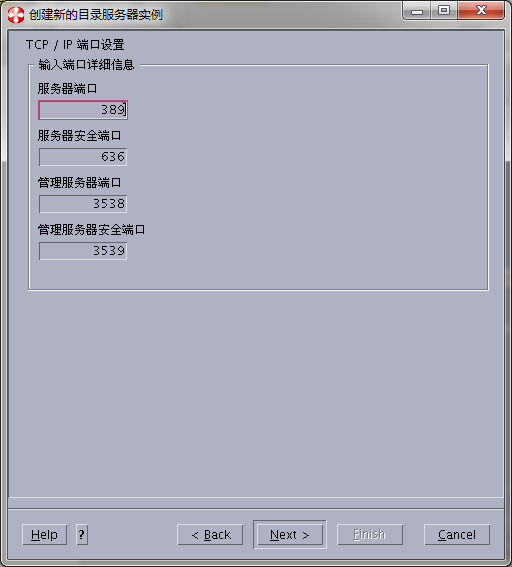 创建新的目录服务器实例
TCP / IP 端口设置
输入端口详细信息
服务器端口
389
服务器安全端口
636
管理服务器端口
3538
管理服务器安全端口
3539
Help ? < Back Next > Finish Cancel